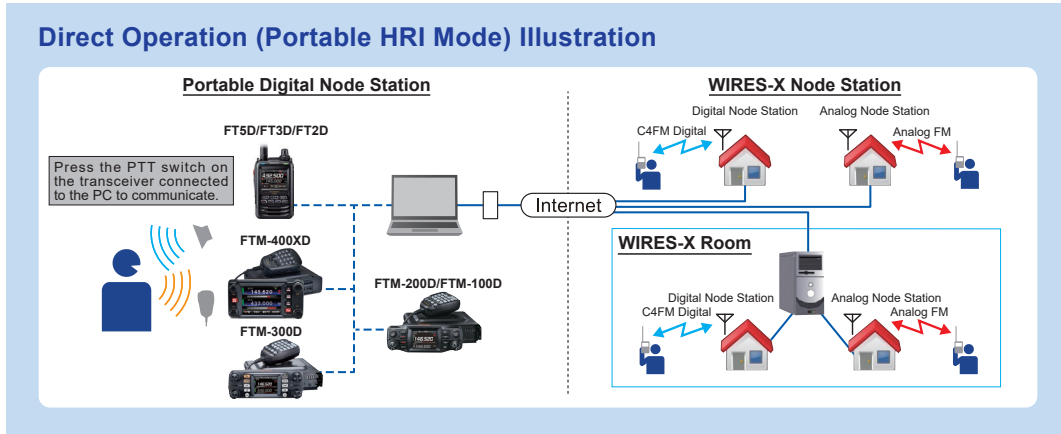 Direct Operation (Portable HRI Mode) Illustration
Portable Digital Node Station
FT5D/FT3D/FT2D
Press the PTT switch on
the transceiver connected
to the PC to communicate.
FTM-400XD
FTM-200D/FTM-100D
FTM-300D
Internet
WIRES-X Node Station
Digital Node Station
Analog Node Station
C4FM Digital
Analog FM
WIRES-X Room
Digital Node Station
Analog Node Station
C4FM Digital
Analog FM